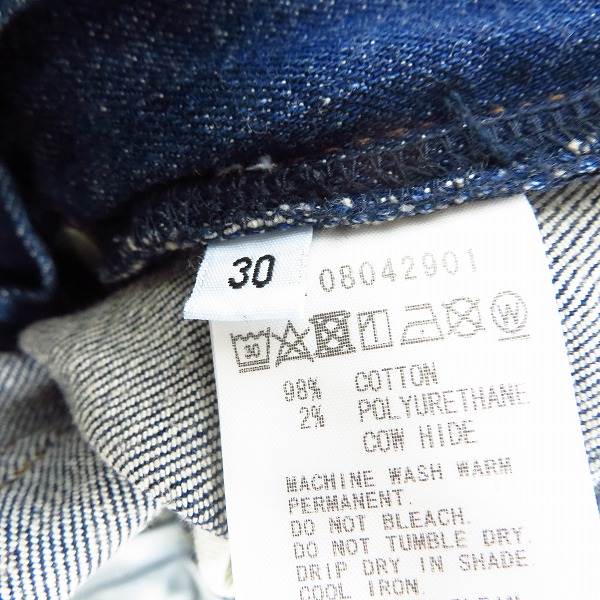 30
08042901
30
98% COTTON
2% POLYURETHANE
COW HIDE
MACHINE WASH WARM
PERMANENT.
DO NOT BLEACH.
DO NOT TUMBLE DRY.
DRIP DRY IN SHADE.
COOL IRON.